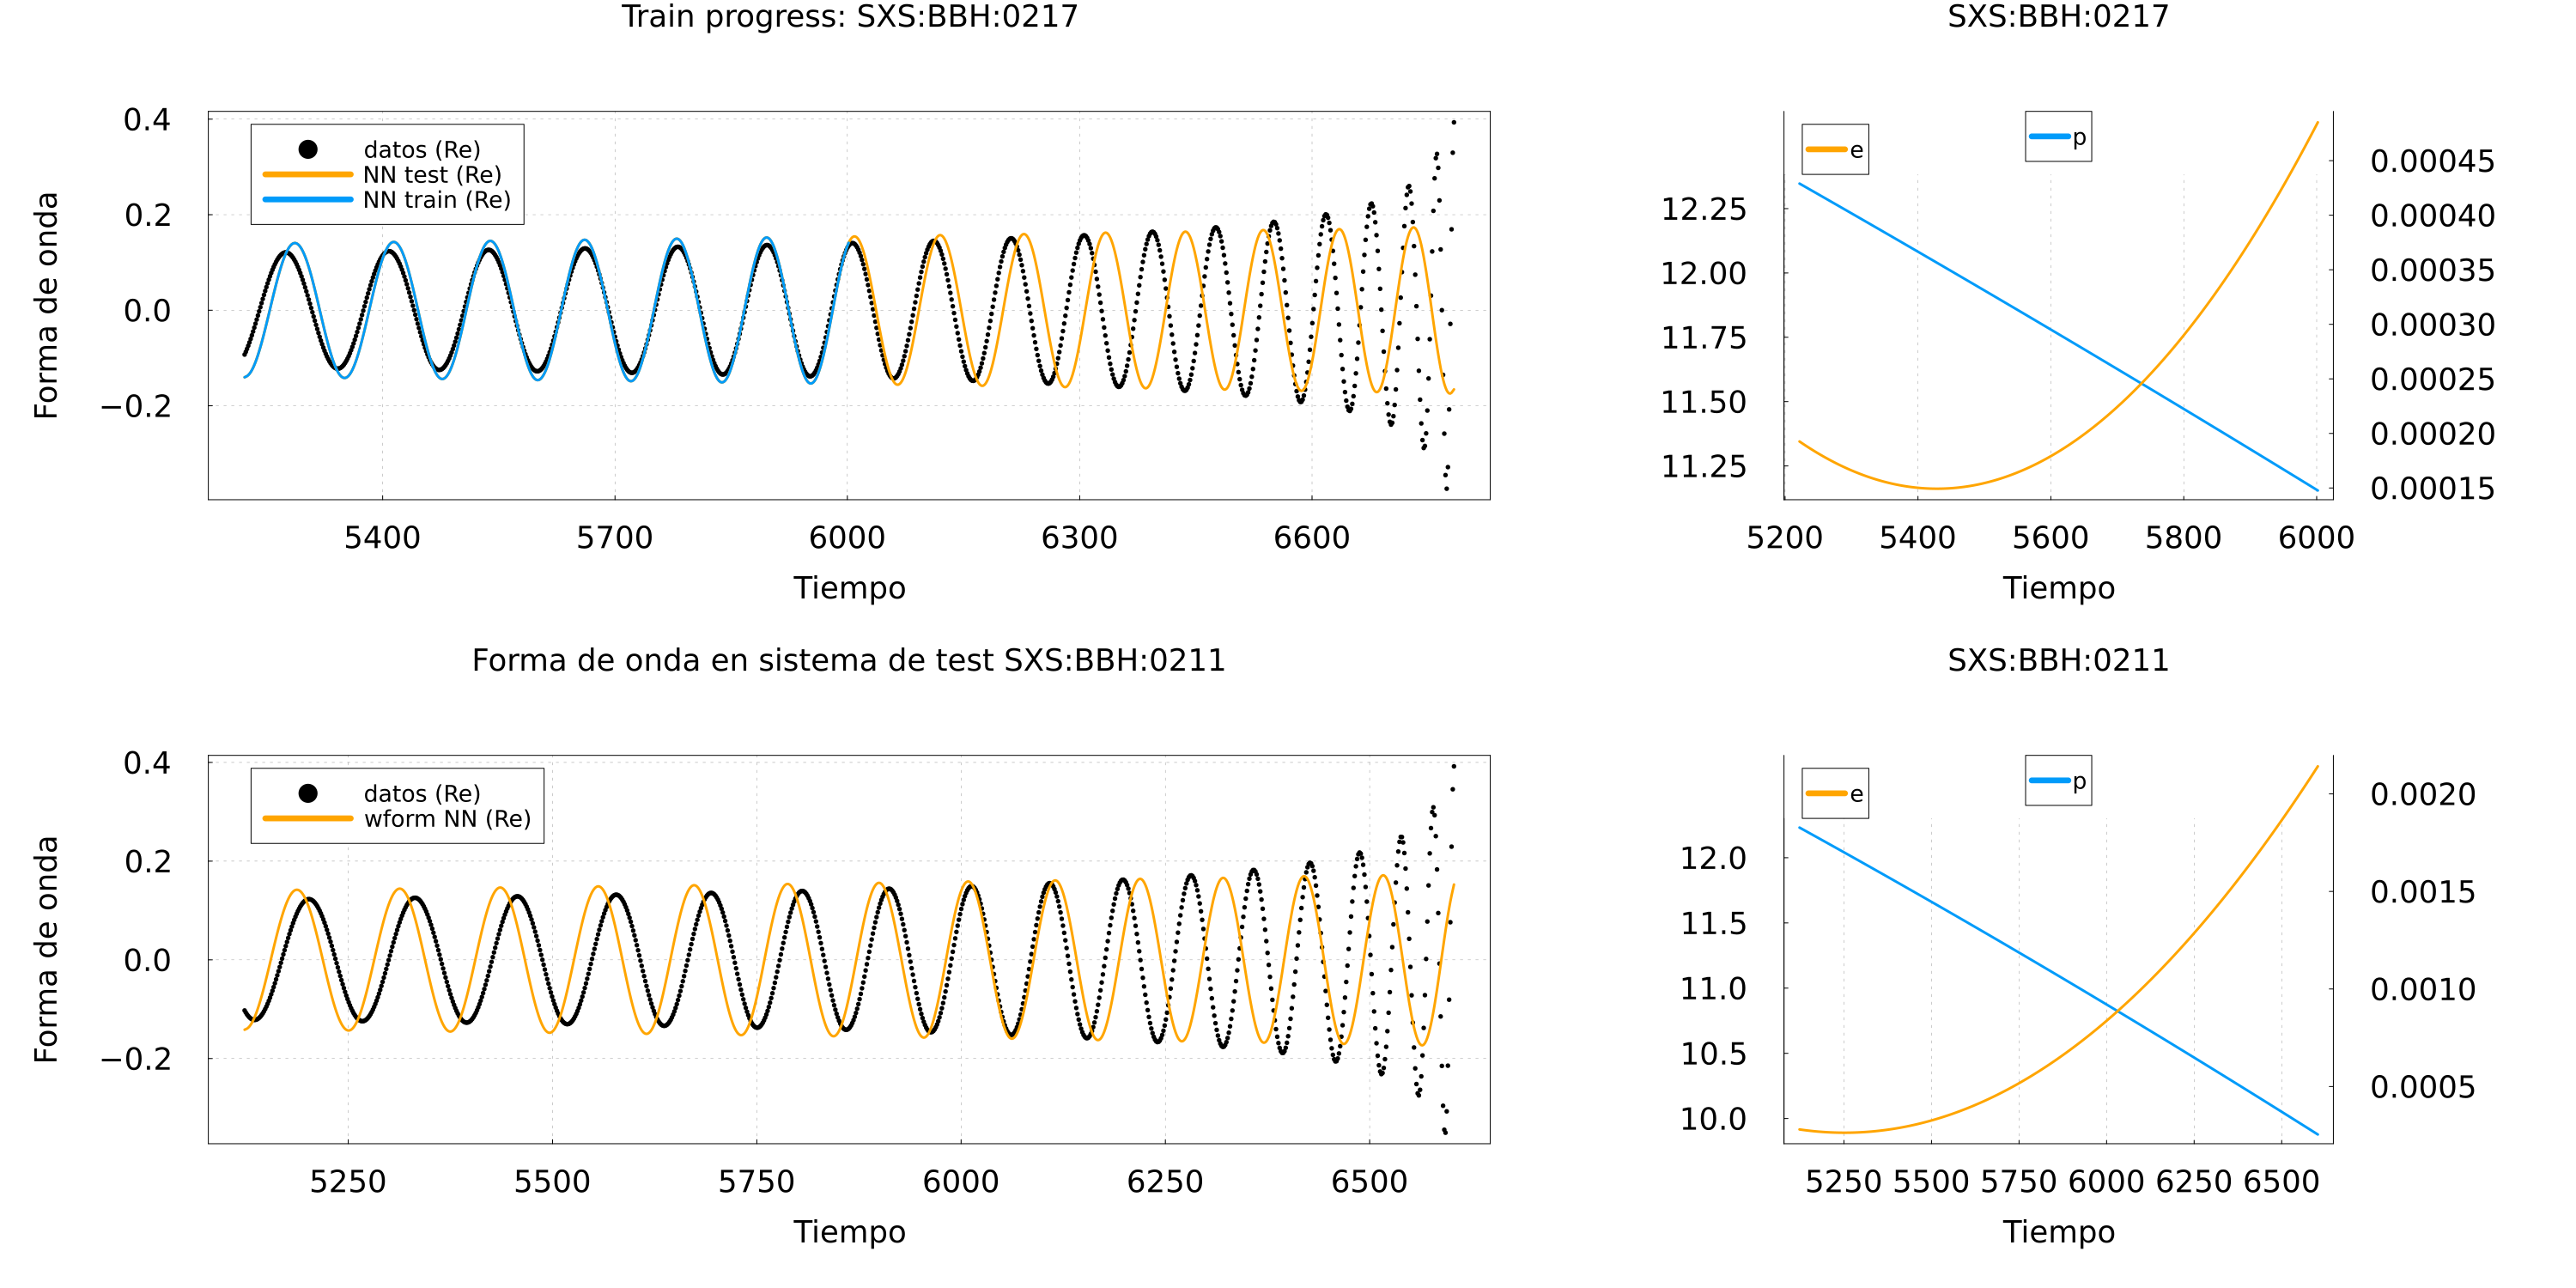 Train progress: SXS:BBH:0217
0.4
0.2
0.0
−0.2
Forma de onda
datos (Re)
NN test (Re)
NN train (Re)
5400 5700 6000 6300 6600
Tiempo
SXS:BBH:0217
e
p
12.25
12.00
11.75
11.50
11.25
0.00045
0.00040
0.00035
0.00030
0.00025
0.00020
0.00015
5200 5400 5600 5800 6000
Tiempo
Forma de onda en sistema de test SXS:BBH:0211
0.4
0.2
0.0
−0.2
Forma de onda
datos (Re)
wform NN (Re)
5250 5500 5750 6000 6250 6500
Tiempo
SXS:BBH:0211
e
p
12.0
11.5
11.0
10.5
10.0
0.0020
0.0015
0.0010
0.0005
5250 5500 5750 6000 6250 6500
Tiempo